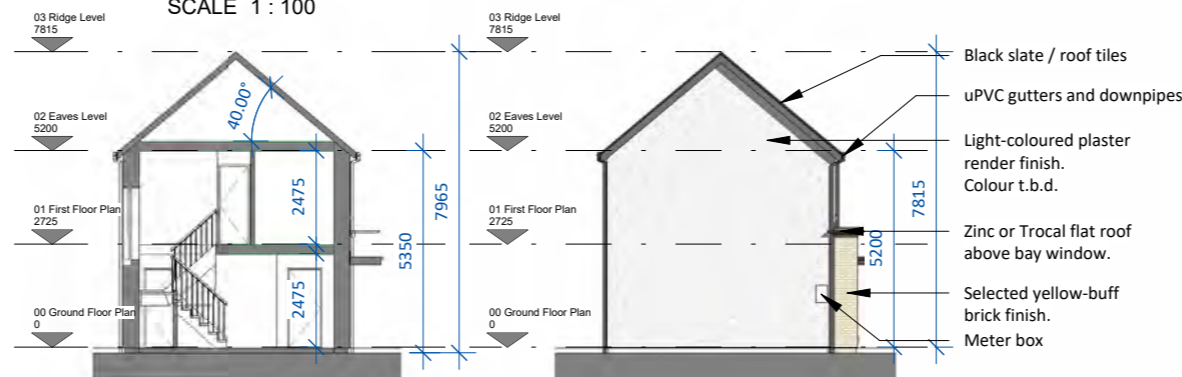 SCALE 1 : 100
03 Ridge Level
7815
02 Eaves Level
5200
01 First Floor Plan
2725
00 Ground Floor Plan
0
40.00°
2475
2475
5350
7965
03 Ridge Level
7815
02 Eaves Level
5200
01 First Floor Plan
2725
00 Ground Floor Plan
0
5200
7815
Black slate / roof tiles
uPVC gutters and downpipes
Light-coloured plaster
render finish.
Colour t.b.d.
Zinc or Trocal flat roof
above bay window.
Selected yellow-buff
brick finish.
Meter box